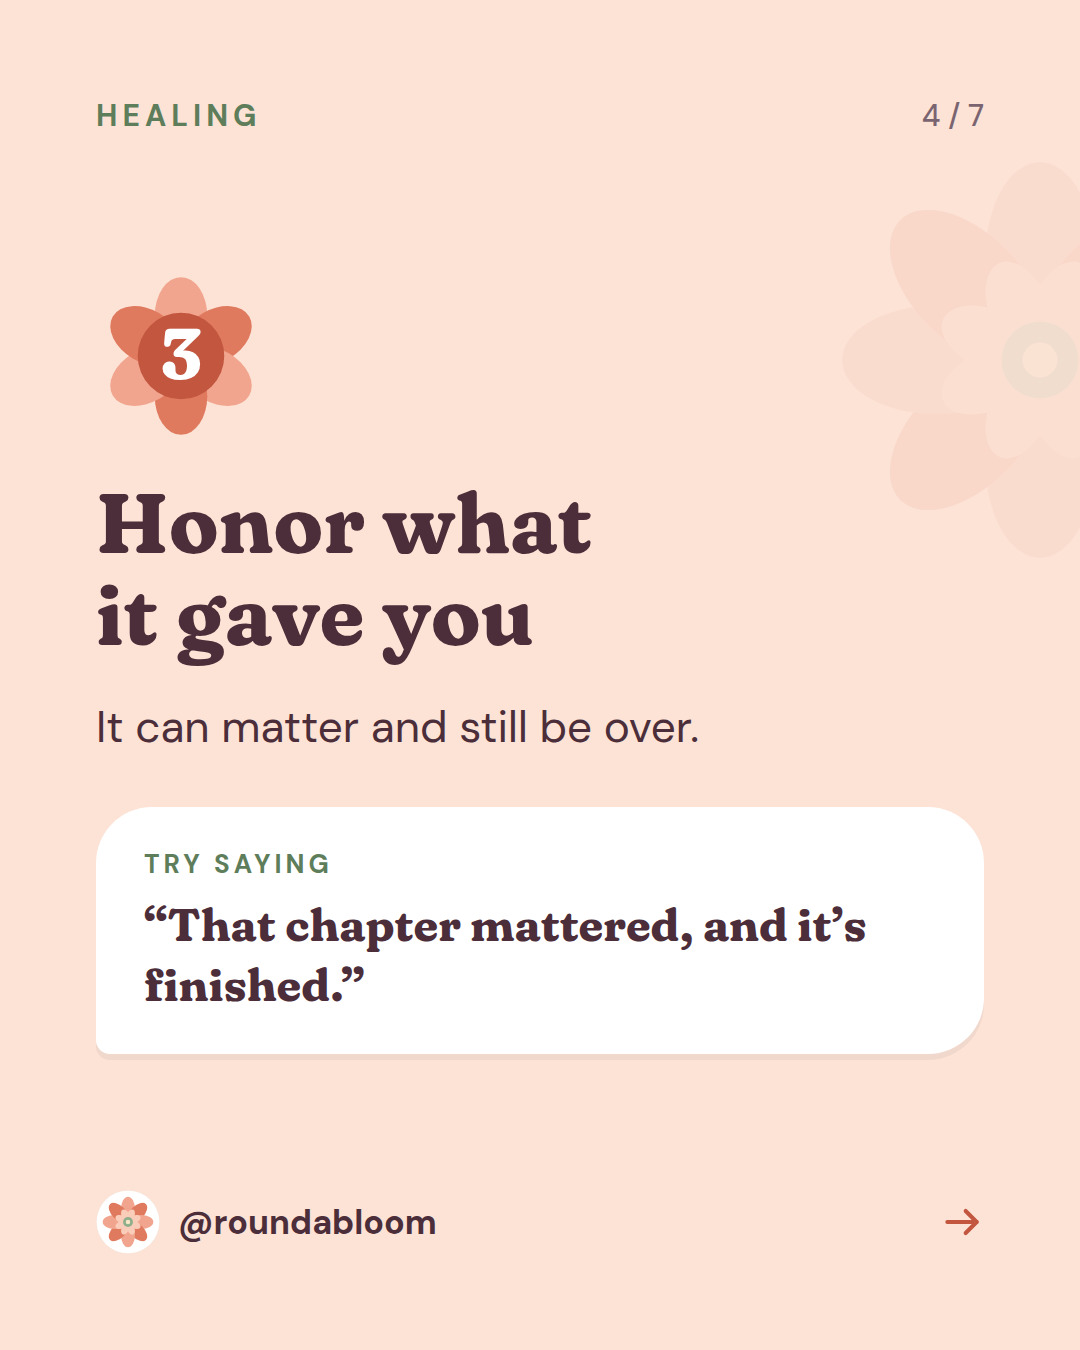 HEALING
4 / 7
3
Honor what
it gave you
It can matter and still be over.
TRY SAYING
“That chapter mattered, and it’s
finished.”
@roundabloom